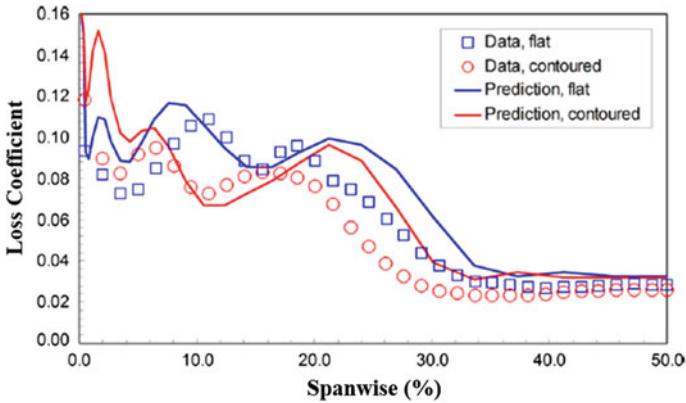 0.16
0.14
0.12
0.10
0.08
0.06
0.04
0.02
0.00
Loss Coefficient
Data, flat
Data, contoured
Prediction, flat
Prediction, contoured
0.0 10.0 20.0 30.0 40.0 50.0
Spanwise (%)